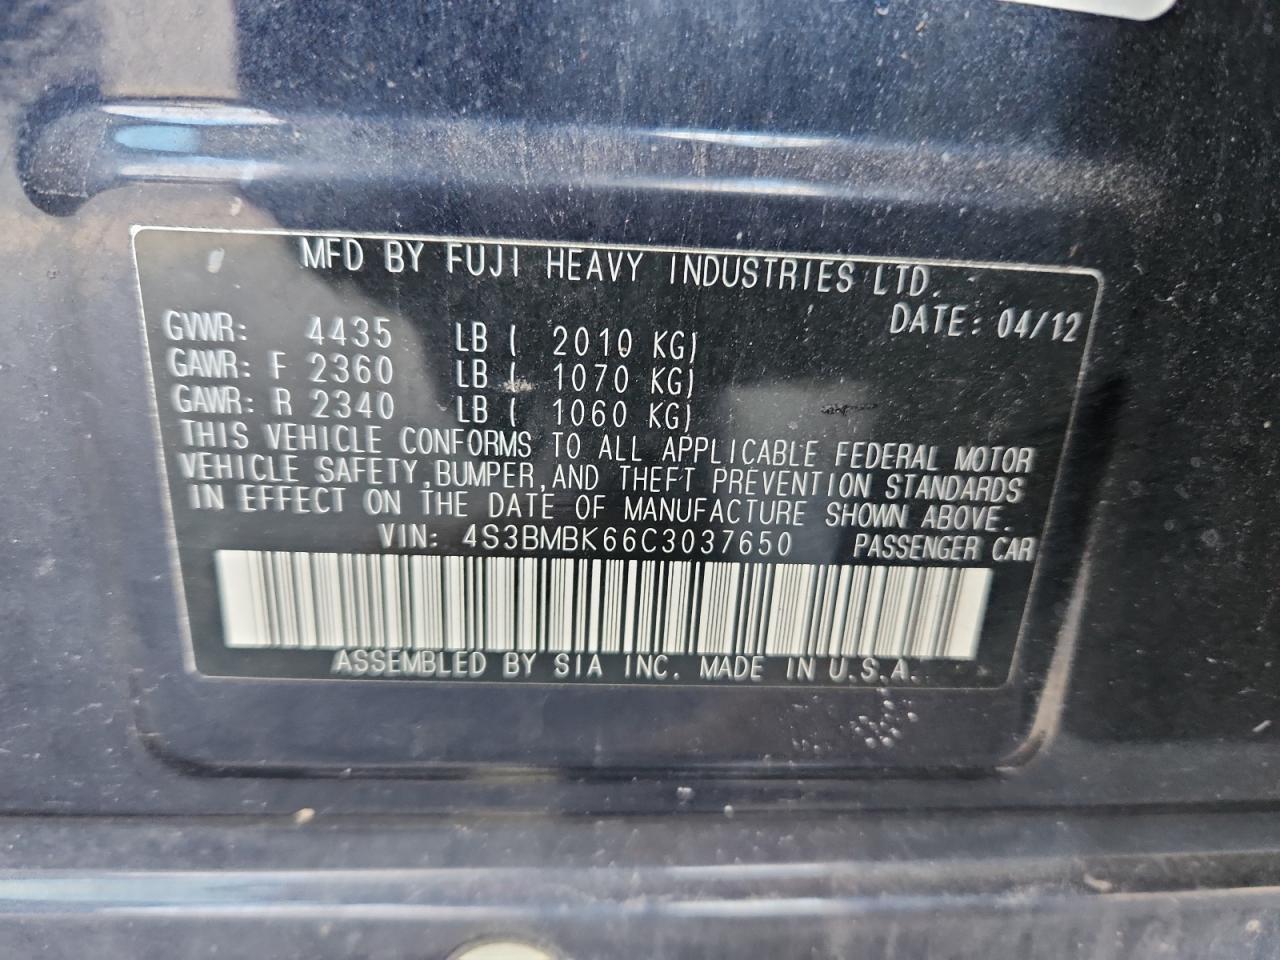 MFD BY FUJI HEAVY INDUSTRIES LTD.
DATE: 04/12
GVWR: 4435 LB ( 2010 KG)
GAWR: F 2360 LB ( 1070 KG)
GAWR: R 2340 LB ( 1060 KG)
THIS VEHICLE CONFORMS TO ALL APPLICABLE FEDERAL MOTOR
VEHICLE SAFETY,BUMPER,AND THEFT PREVENTION STANDARDS
IN EFFECT ON THE DATE OF MANUFACTURE SHOWN ABOVE.
VIN: 4S3BMBK66C3037650 PASSENGER CAR
ASSEMBLED BY SIA INC. MADE IN U.S.A.